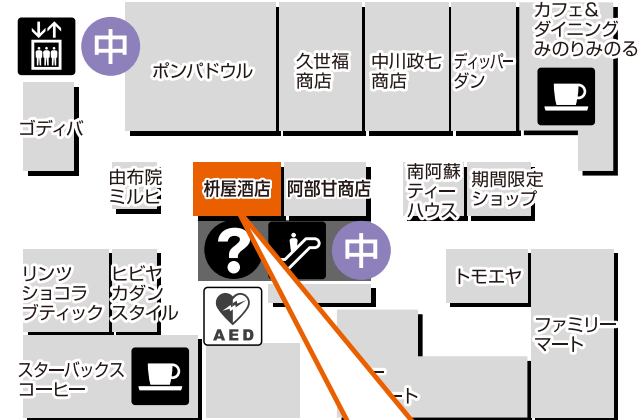 カフェ&
ダイニング
みのりみのる
中
ポンパドウル
久世福
商店
中川政七
商店
ディッパー
ダン
ゴディバ
由布院
ミルヒ
枡屋酒店
阿部甘商店
南阿蘇
ティー
ハウス
期間限定
ショップ
?
中
リンツ
ショコラ
ブティック
ヒビヤ
カダン
スタイル
トモエヤ
AED
ファミリー
マート
スターバックス
コーヒー
ー
ート